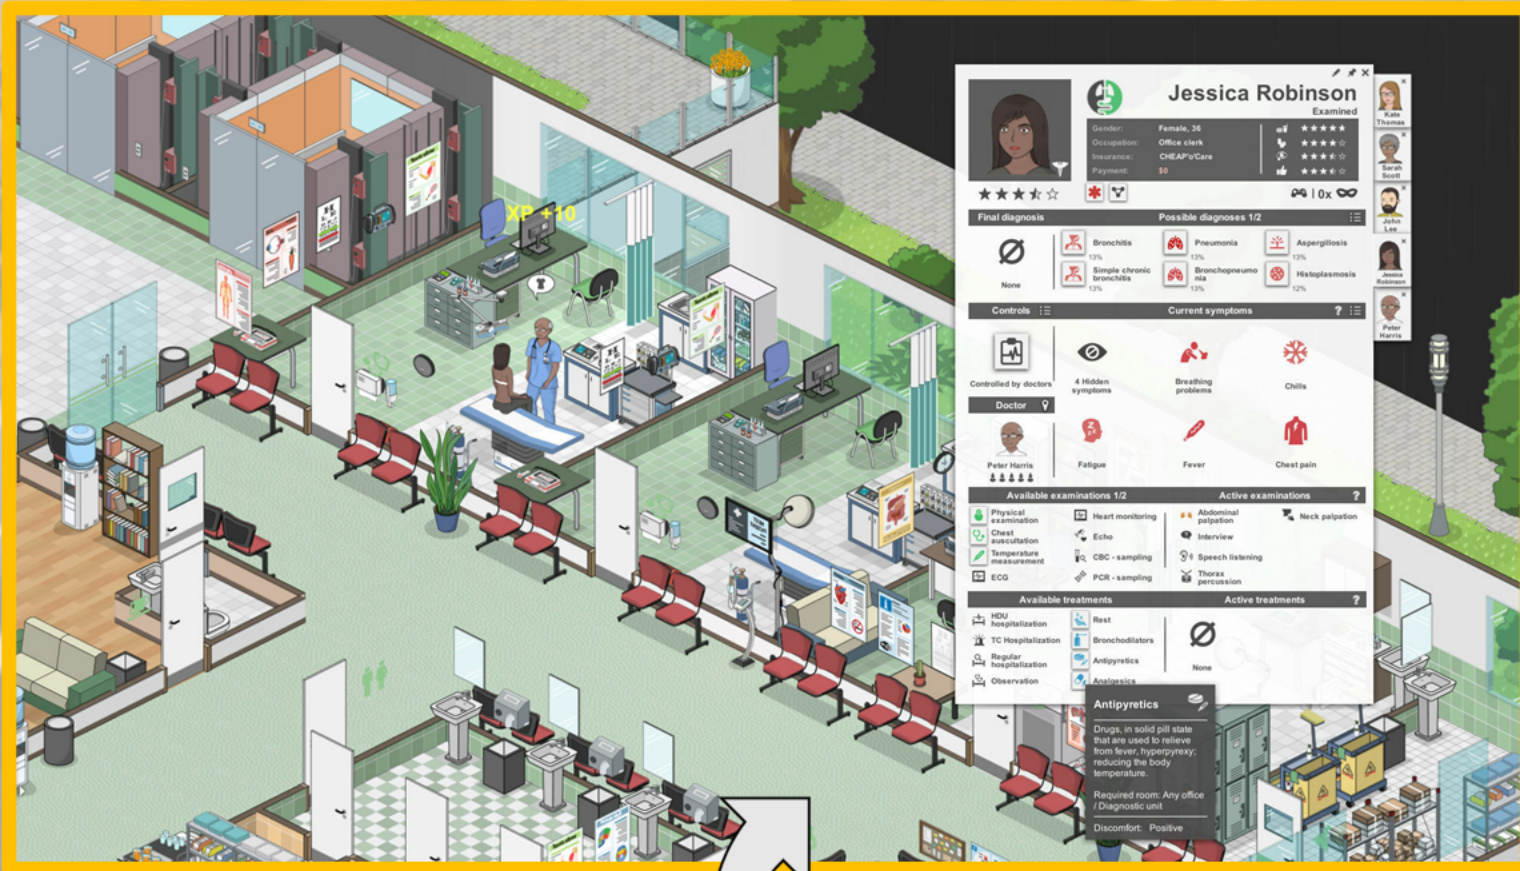 XP +10
Jessica Robinson
Examined
Gender: Female, 36
Occupation: Office clerk
Insurance: CHEAP'o'Care
Payment: $0
| 0x
Kate
Thomas
Sarah
Scott
John
Lee
Jessica
Robinson
Peter
Harris
Final diagnosis
Possible diagnoses 1/2
None
Bronchitis
13%
Pneumonia
13%
Aspergillosis
13%
Simple chronic
bronchitis
13%
Bronchopneumo
nia
13%
Histoplasmosis
12%
Controls
Current symptoms
?
Controlled by doctors
4 Hidden
symptoms
Breathing
problems
Chills
Doctor
Peter Harris
Fatigue
Fever
Chest pain
Available examinations 1/2
Active examinations
?
Physical
examination
Chest
auscultation
Temperature
measurement
ECG
Heart monitoring
Echo
CBC - sampling
PCR - sampling
Abdominal
palpation
Interview
Speech listening
Thorax
percussion
Neck palpation
Available treatments
Active treatments
?
HDU
hospitalization
TC Hospitalization
Regular
hospitalization
Observation
Rest
Bronchodilators
Antipyretics
Analgesics
None
Antipyretics
Drugs, in solid pill state
that are used to relieve
from fever, hyperpyrexy;
reducing the body
temperature.
Required room: Any office
/ Diagnostic unit
Discomfort: Positive